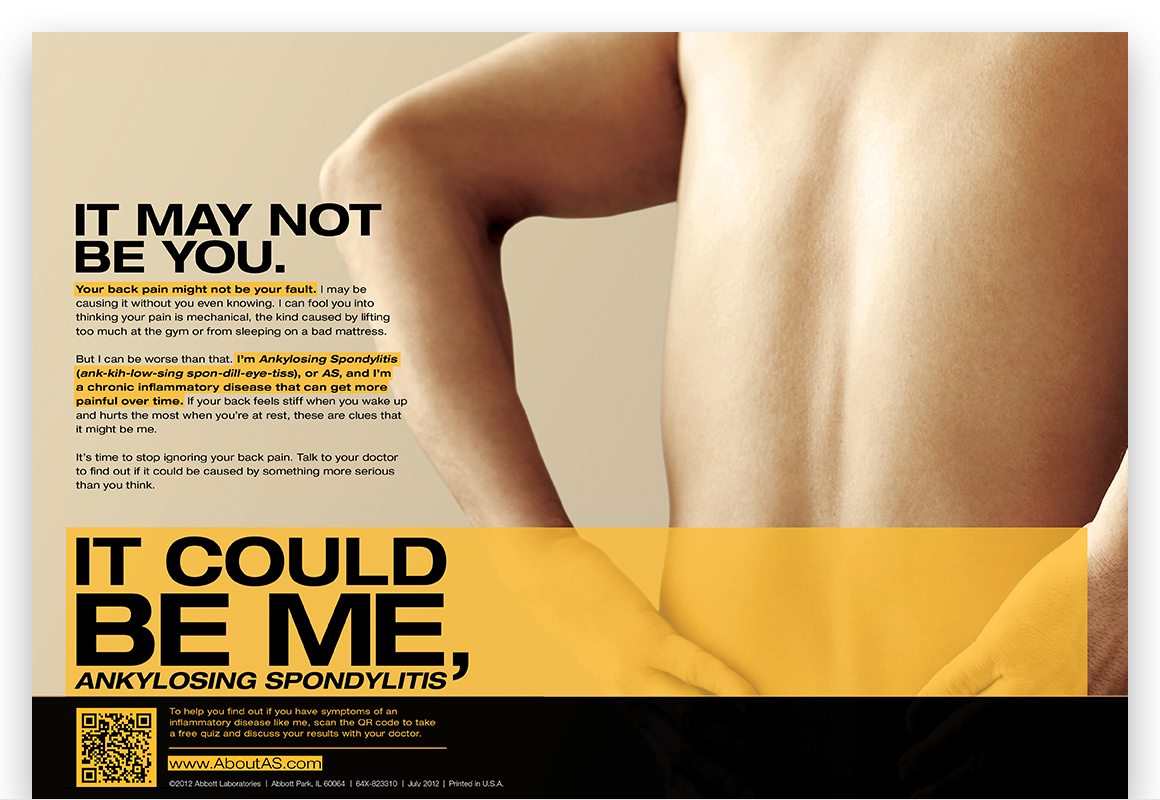 IT MAY NOT
BE YOU.
Your back pain might not be your fault. I may be
causing it without you even knowing. I can fool you into
thinking your pain is mechanical, the kind caused by lifting
too much at the gym or from sleeping on a bad mattress.
But I can be worse than that. I'm Ankylosing Spondylitis
(ank-kih-low-sing spon-dill-eye-tiss), or AS, and I'm
a chronic inflammatory disease that can get more
painful over time. If your back feels stiff when you wake up
and hurts the most when you're at rest, these are clues that
it might be me.
It's time to stop ignoring your back pain. Talk to your doctor
to find out if it could be caused by something more serious
than you think.
IT COULD
BE ME,
ANKYLOSING SPONDYLITIS
To help you find out if you have symptoms of an
inflammatory disease like me, scan the QR code to take
a free quiz and discuss your results with your doctor.
www.AboutAS.com
©2012 Abbott Laboratories | Abbott Park, IL 60064 | 64X-823310 | July 2012 | Printed in U.S.A.